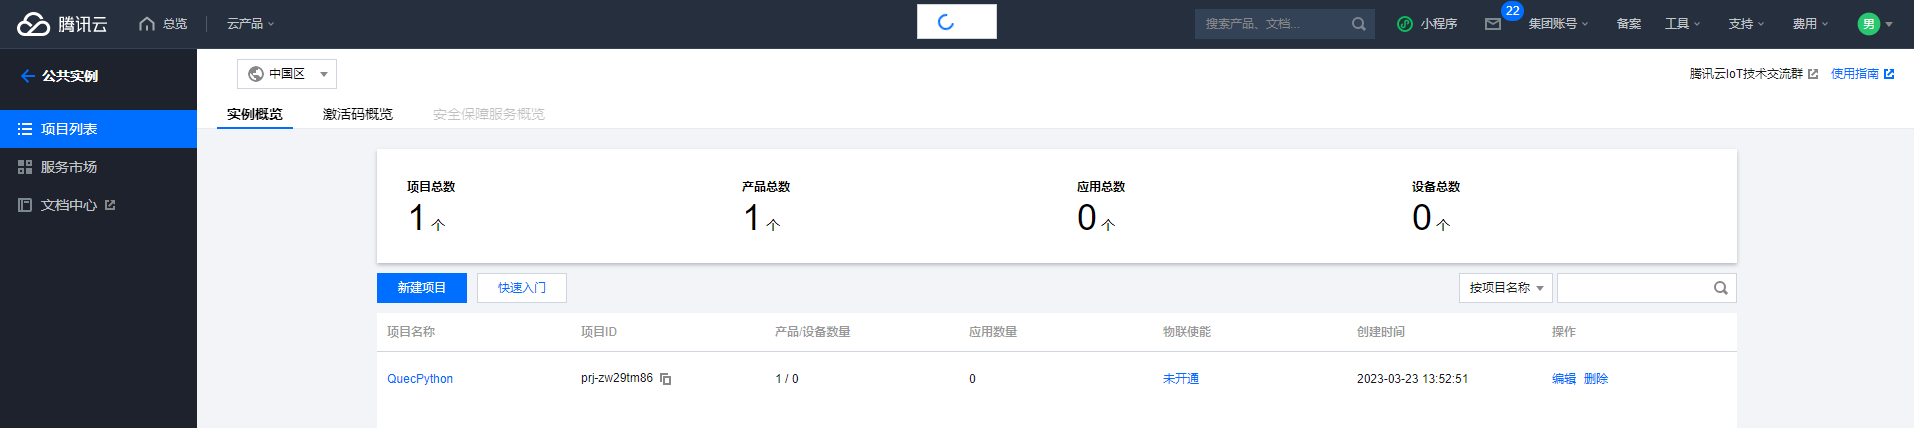 腾讯云 总览 云产品 搜索产品、文档... 小程序 22 集团账号 备案 工具 支持 费用 男
公共实例
中国区 腾讯云IoT技术交流群 使用指南
实例概览 激活码概览 安全保障服务概览
项目列表
服务市场
文档中心
项目总数 产品总数 应用总数 设备总数
1 个 1 个 0 个 0 个
新建项目 快速入门 按项目名称
项目名称 项目ID 产品/设备数量 应用数量 物联使能 创建时间 操作
QuecPython prj-zw29tm86 1 / 0 0 未开通 2023-03-23 13:52:51 编辑 删除